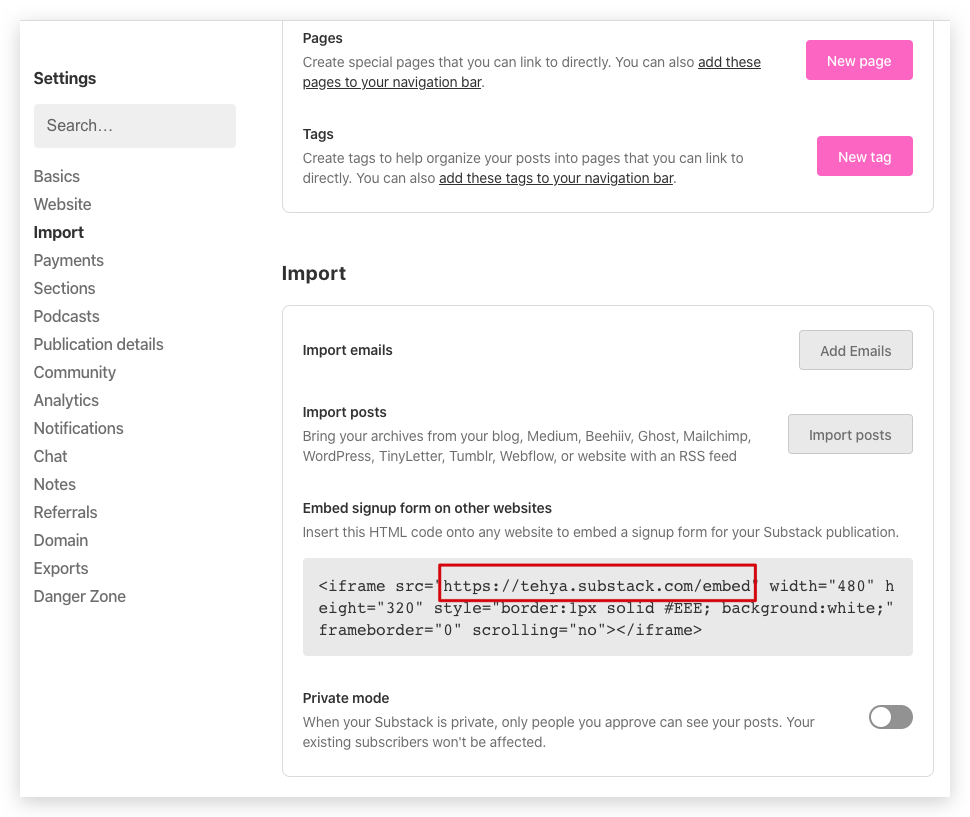 Settings
Search...
Basics
Website
Import
Payments
Sections
Podcasts
Publication details
Community
Analytics
Notifications
Chat
Notes
Referrals
Domain
Exports
Danger Zone
Pages
Create special pages that you can link to directly. You can also add these
pages to your navigation bar.
New page
Tags
Create tags to help organize your posts into pages that you can link to
directly. You can also add these tags to your navigation bar.
New tag
Import
Import emails
Add Emails
Import posts
Bring your archives from your blog, Medium, Beehiiv, Ghost, Mailchimp,
WordPress, TinyLetter, Tumblr, Webflow, or website with an RSS feed
Import posts
Embed signup form on other websites
Insert this HTML code onto any website to embed a signup form for your Substack publication.
<iframe src="https://tehya.substack.com/embed" width="480" h
eight="320" style="border:1px solid #EEE; background:white;"
frameborder="0" scrolling="no"></iframe>
Private mode
When your Substack is private, only people you approve can see your posts. Your
existing subscribers won't be affected.